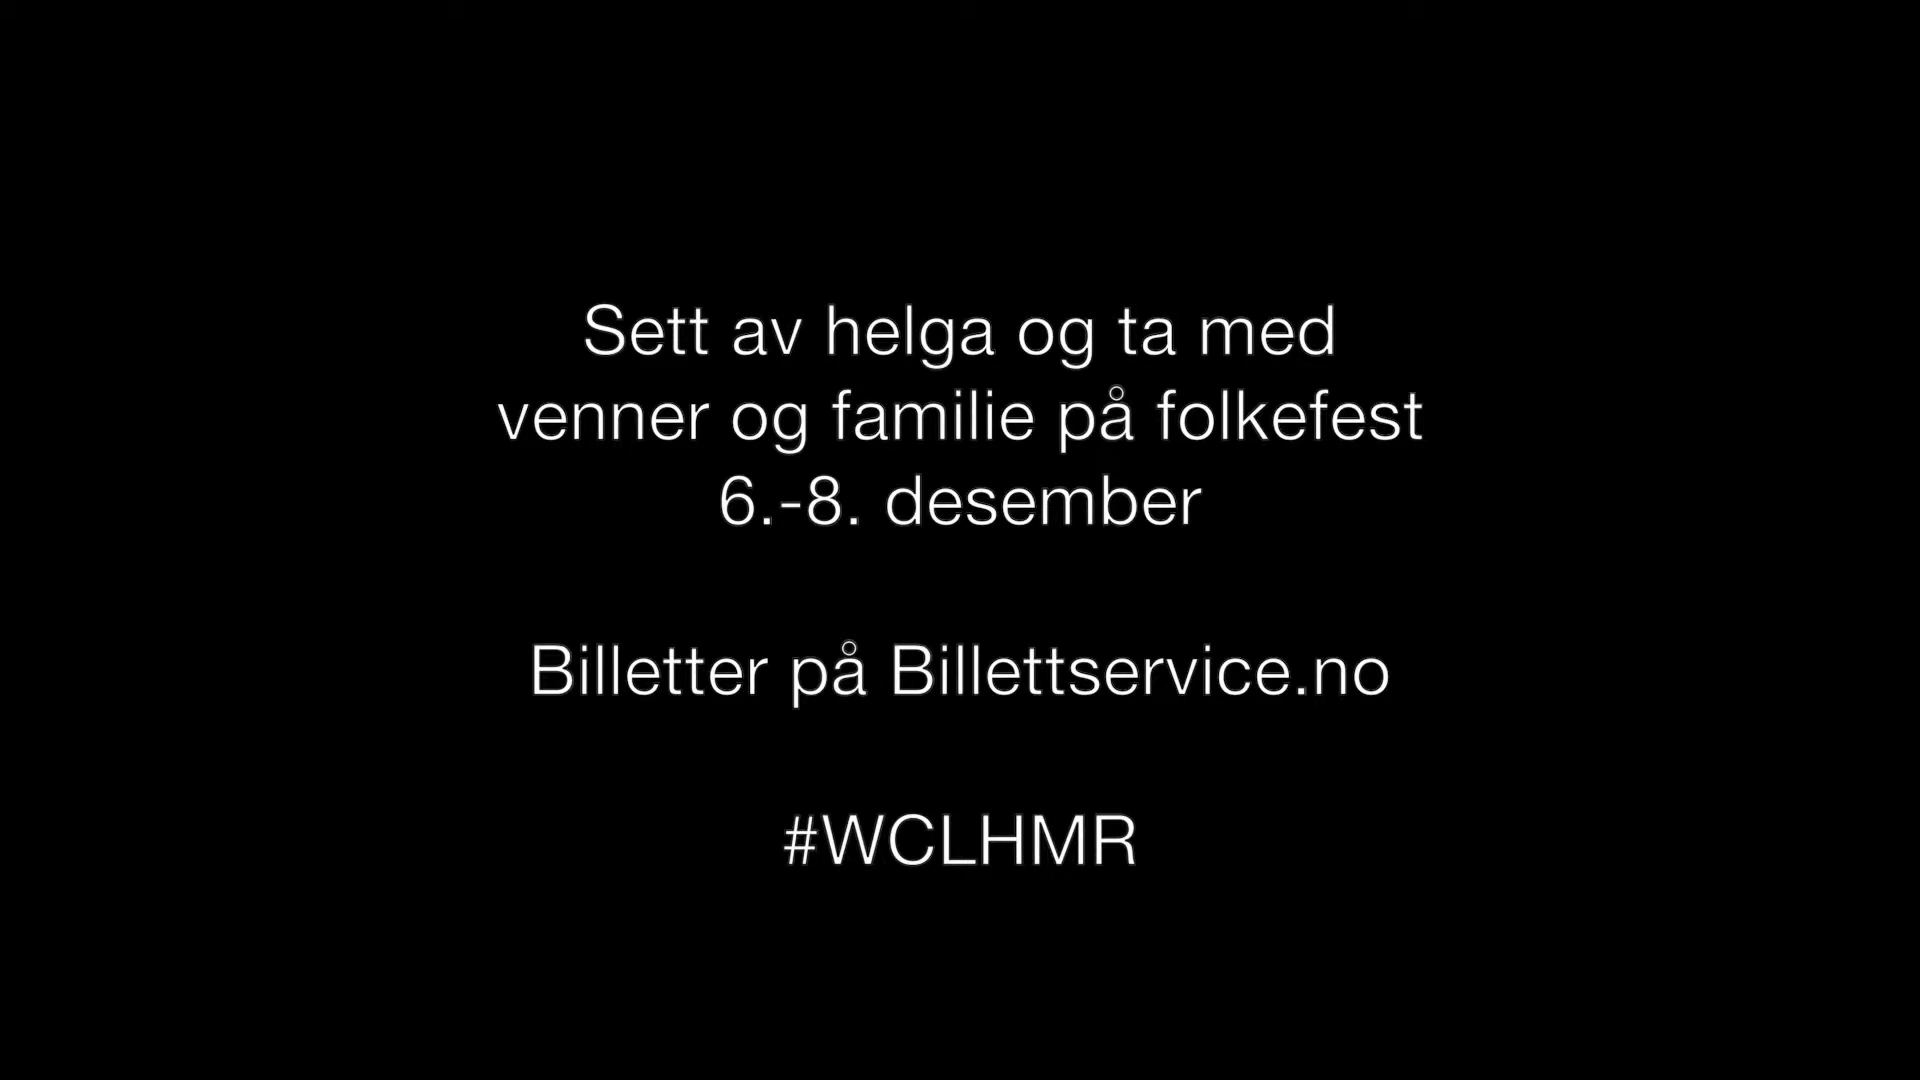 Sett av helga og ta med
venner og familie på folkefest
6.-8. desember
Billetter på Billettservice.no
#WCLHMR